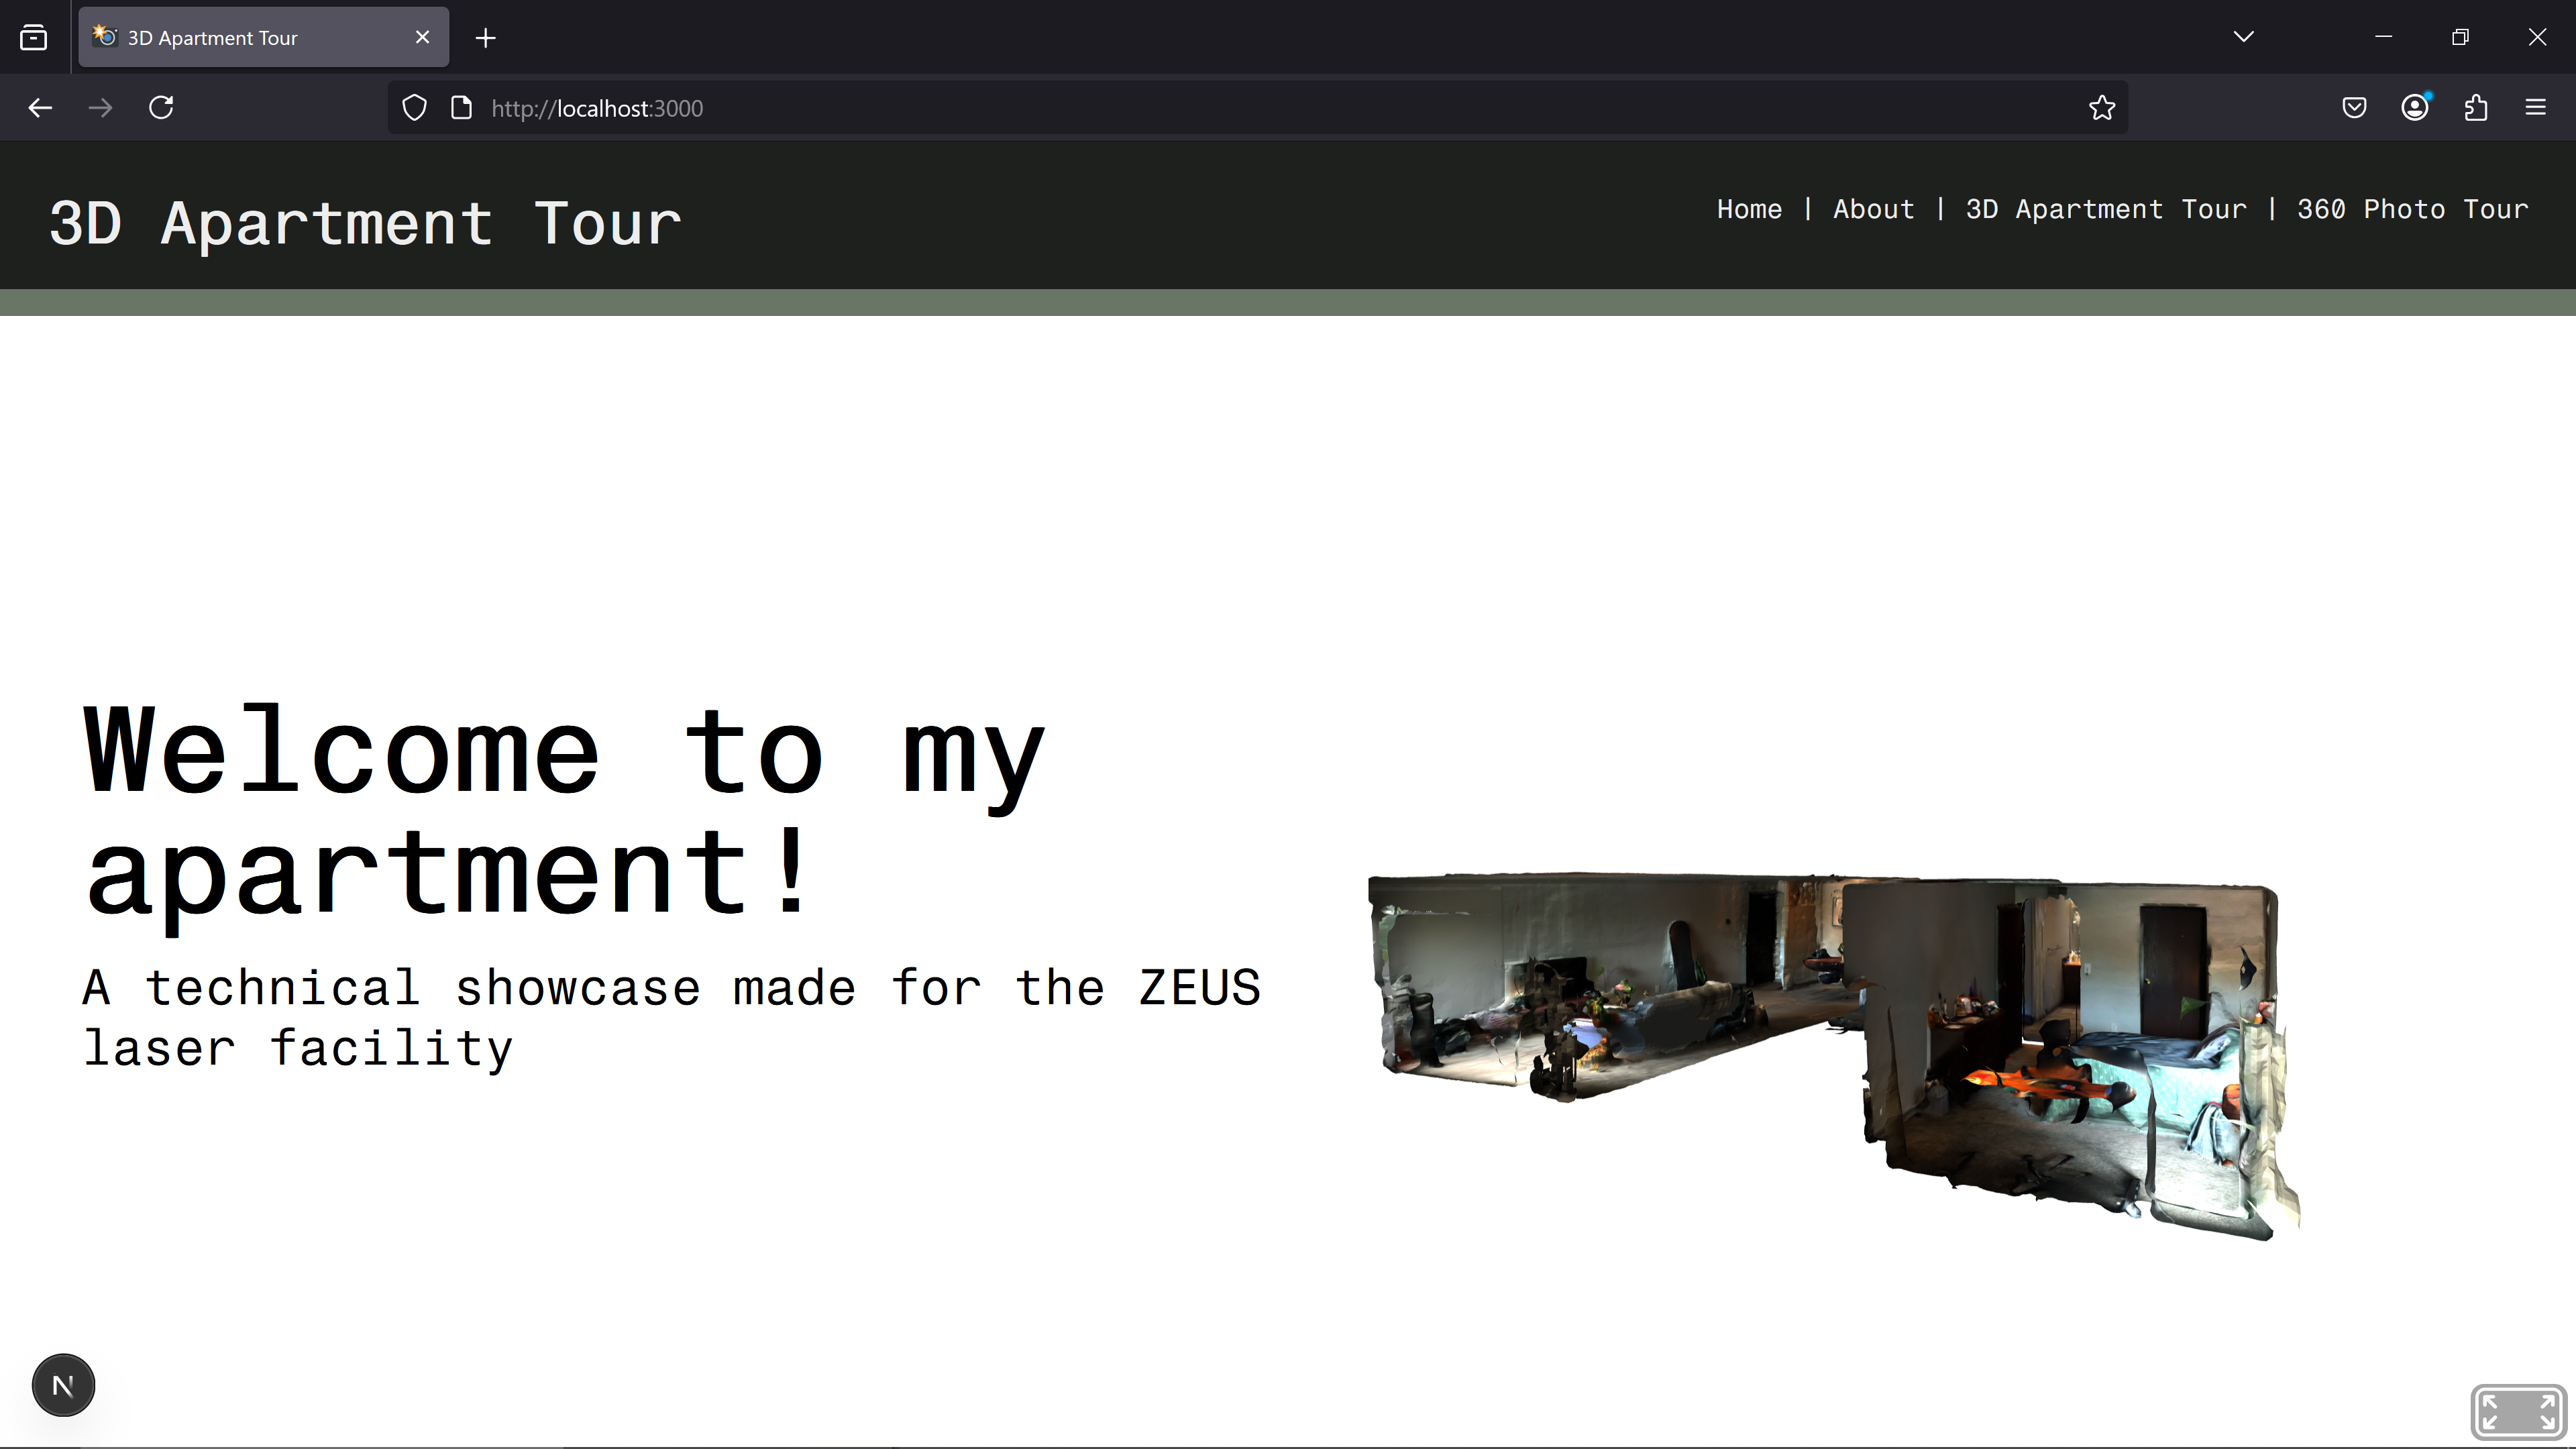 3D Apartment Tour
http://localhost:3000
3D Apartment Tour
Home | About | 3D Apartment Tour | 360 Photo Tour
Welcome to my
apartment!
A technical showcase made for the ZEUS
laser facility
N